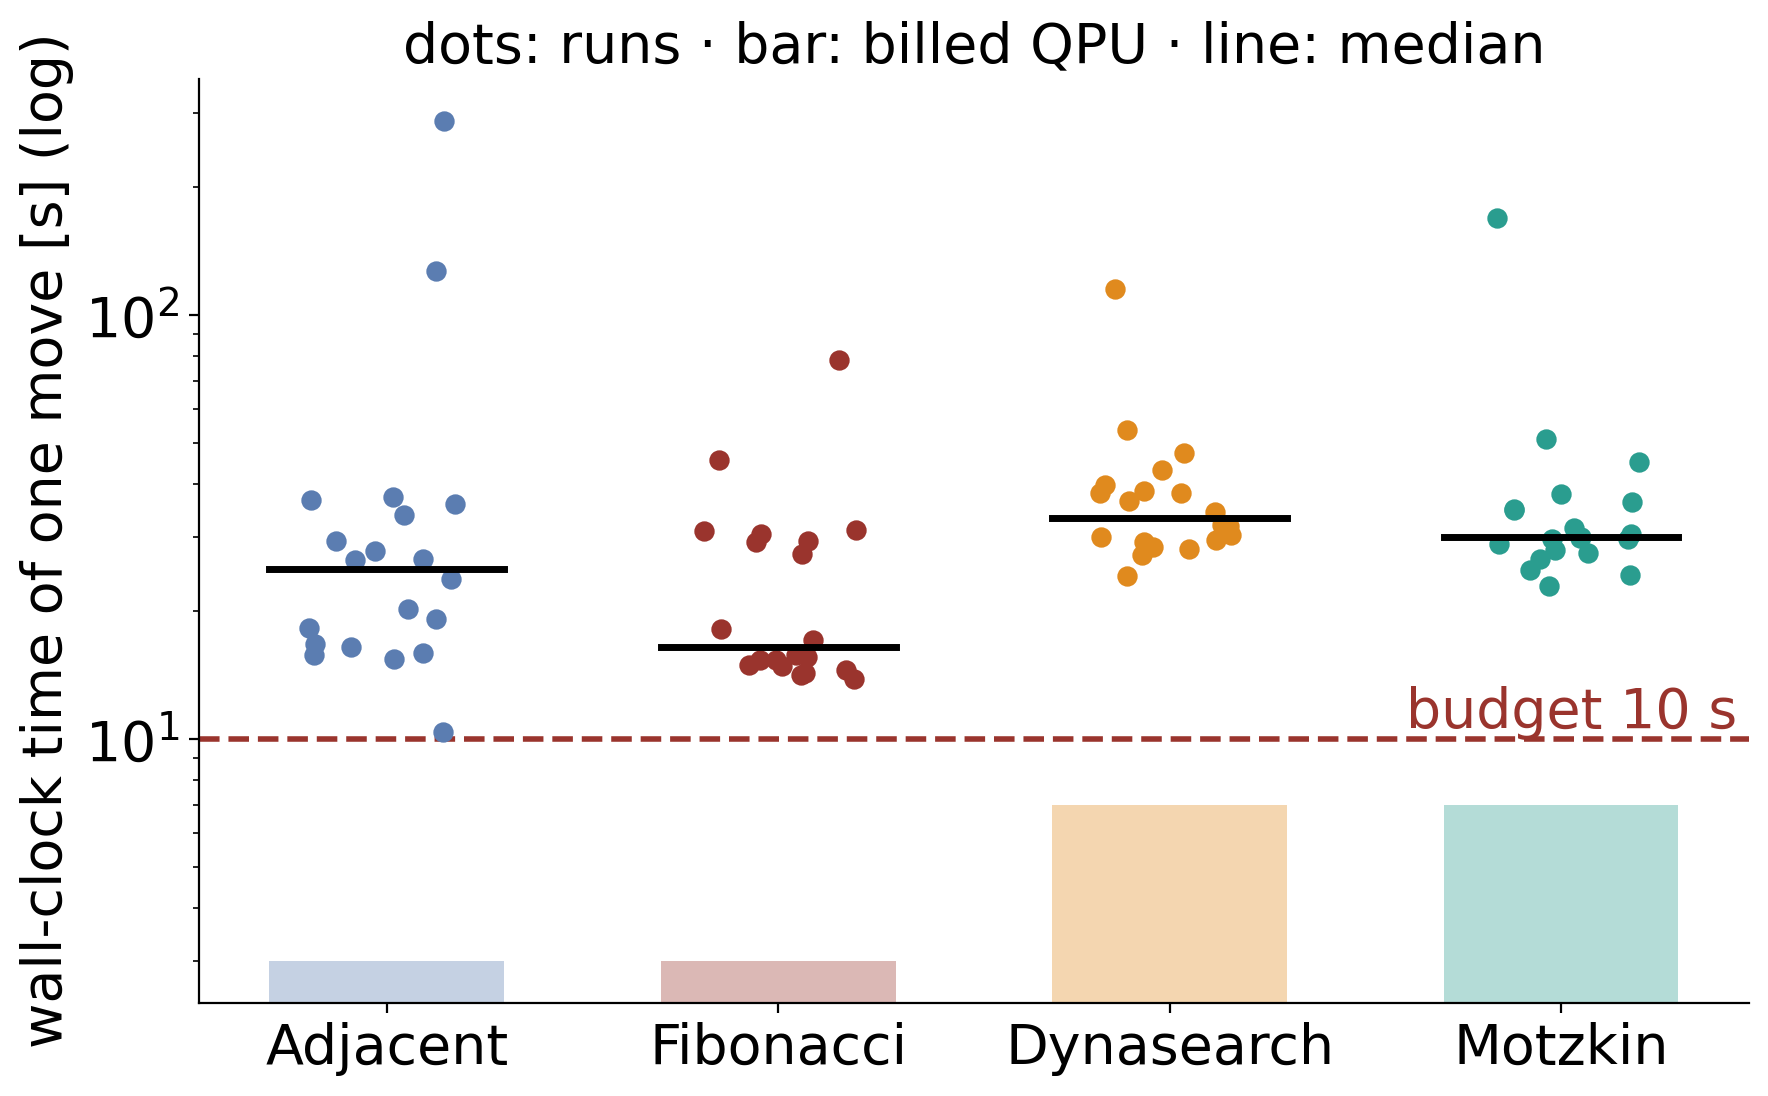 dots: runs · bar: billed QPU · line: median
wall-clock time of one move [s] (log)
10²
10¹
budget 10 s
Adjacent
Fibonacci
Dynasearch
Motzkin